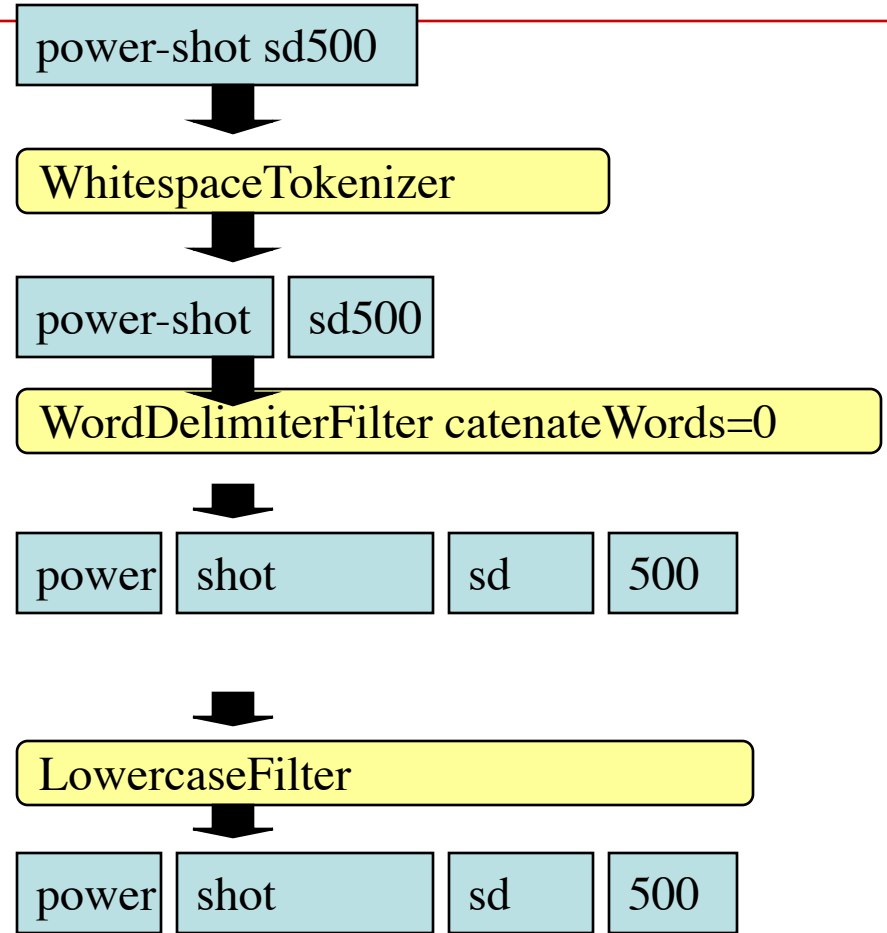 power-shot sd500
WhitespaceTokenizer
power-shot sd500
WordDelimiterFilter catenateWords=0
power shot sd 500
LowercaseFilter
power shot sd 500